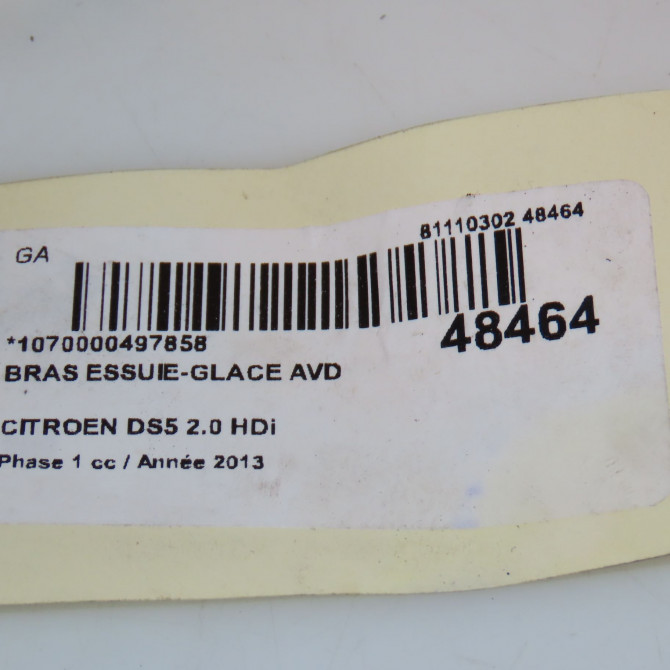 81110302 48464
GA
48464
*1070000497858
BRAS ESSUIE-GLACE AVD
CITROEN DS5 2.0 HDi
Phase 1 cc / Année 2013